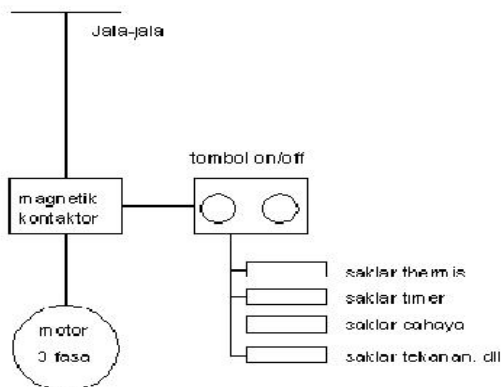 Jala-jala
tombol on/off
magnetik
kontaktor
saklar thermis
saklar timer
motor
3 fasa
saklar cahaya
saklar tekanan, dll